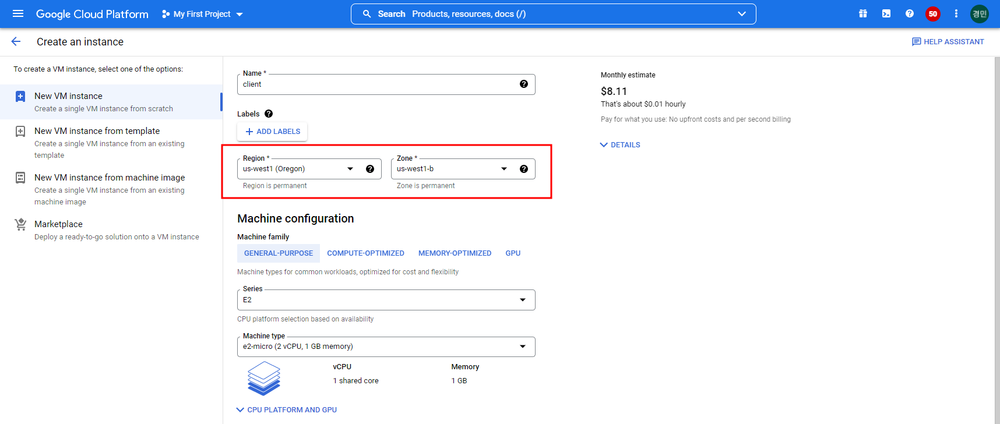 Google Cloud Platform
My First Project
Search Products, resources, docs (/)
50
경민
Create an instance
HELP ASSISTANT
To create a VM instance, select one of the options:
New VM instance
Create a single VM instance from scratch
New VM instance from template
Create a single VM instance from an existing
template
New VM instance from machine image
Create a single VM instance from an existing
machine image
Marketplace
Deploy a ready-to-go solution onto a VM instance
Name *
client
Labels
ADD LABELS
Region *
us-west1 (Oregon)
Region is permanent
Zone *
us-west1-b
Zone is permanent
Machine configuration
Machine family
GENERAL-PURPOSE COMPUTE-OPTIMIZED MEMORY-OPTIMIZED GPU
Machine types for common workloads, optimized for cost and flexibility
Series
E2
CPU platform selection based on availability
Machine type
e2-micro (2 vCPU, 1 GB memory)
vCPU
1 shared core
Memory
1 GB
CPU PLATFORM AND GPU
Monthly estimate
$8.11
That's about $0.01 hourly
Pay for what you use: No upfront costs and per second billing
DETAILS